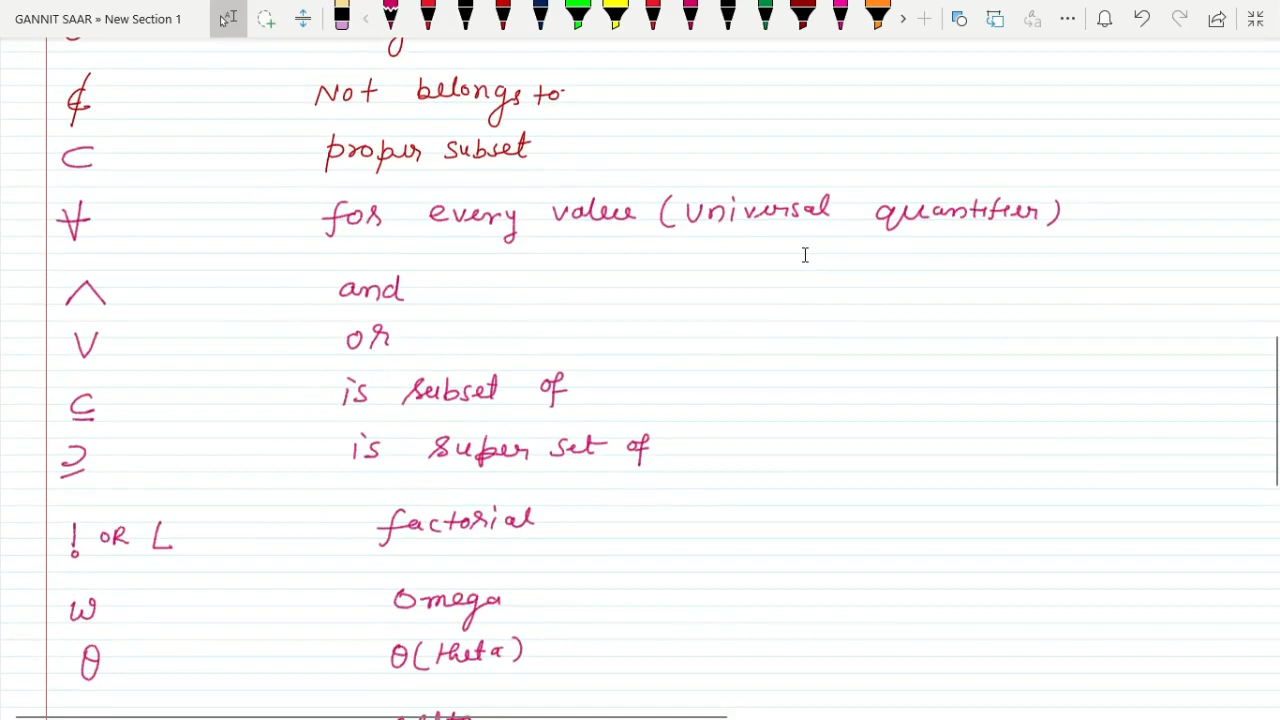 GANNIT SAAR » New Section 1
∉ Not belongs to
⊂ proper subset
∀ for every value (universal quantifier)
∧ and
∨ or
⊆ is subset of
⊇ is super set of
! OR L factorial
ω Omega
θ θ(theta)